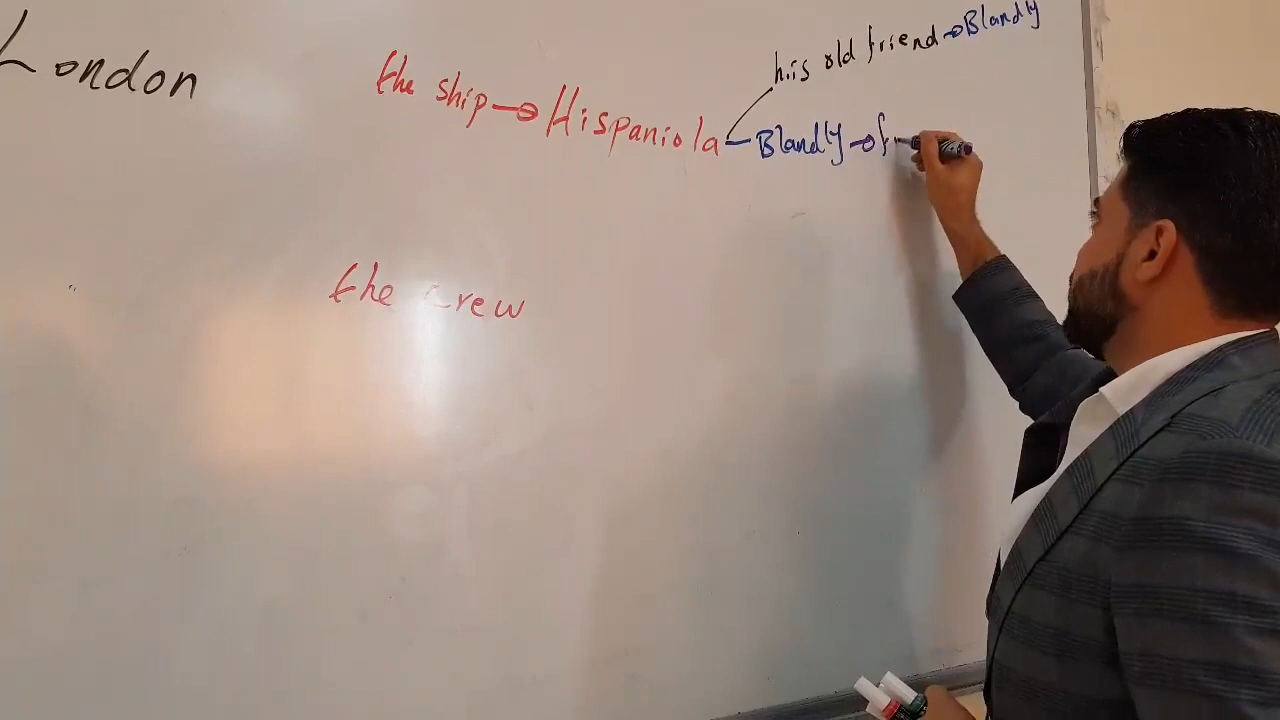 London
his old friend → Blandly
the ship → Hispaniola - Blandly →
the crew